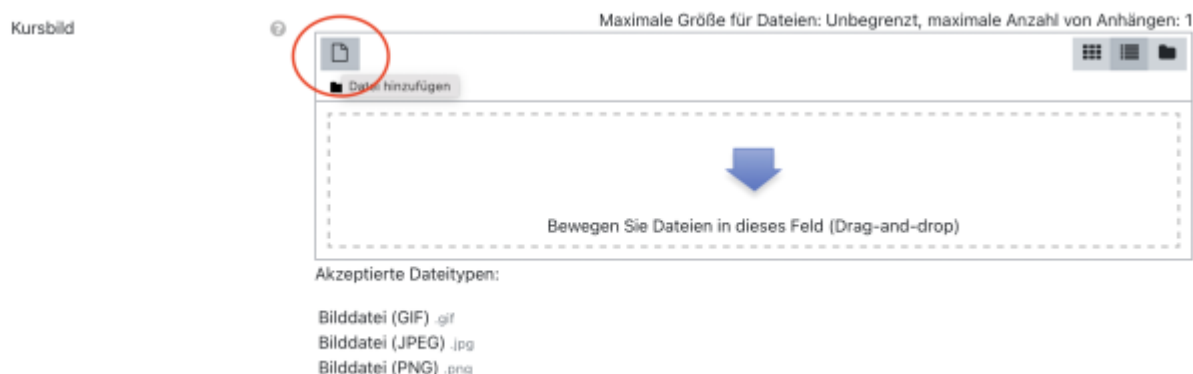 Kursbild
Maximale Größe für Dateien: Unbegrenzt, maximale Anzahl von Anhängen: 1
Datei hinzufügen
Bewegen Sie Dateien in dieses Feld (Drag-and-drop)
Akzeptierte Dateitypen:
Bilddatei (GIF) .gif
Bilddatei (JPEG) .jpg
Bilddatei (PNG) .png